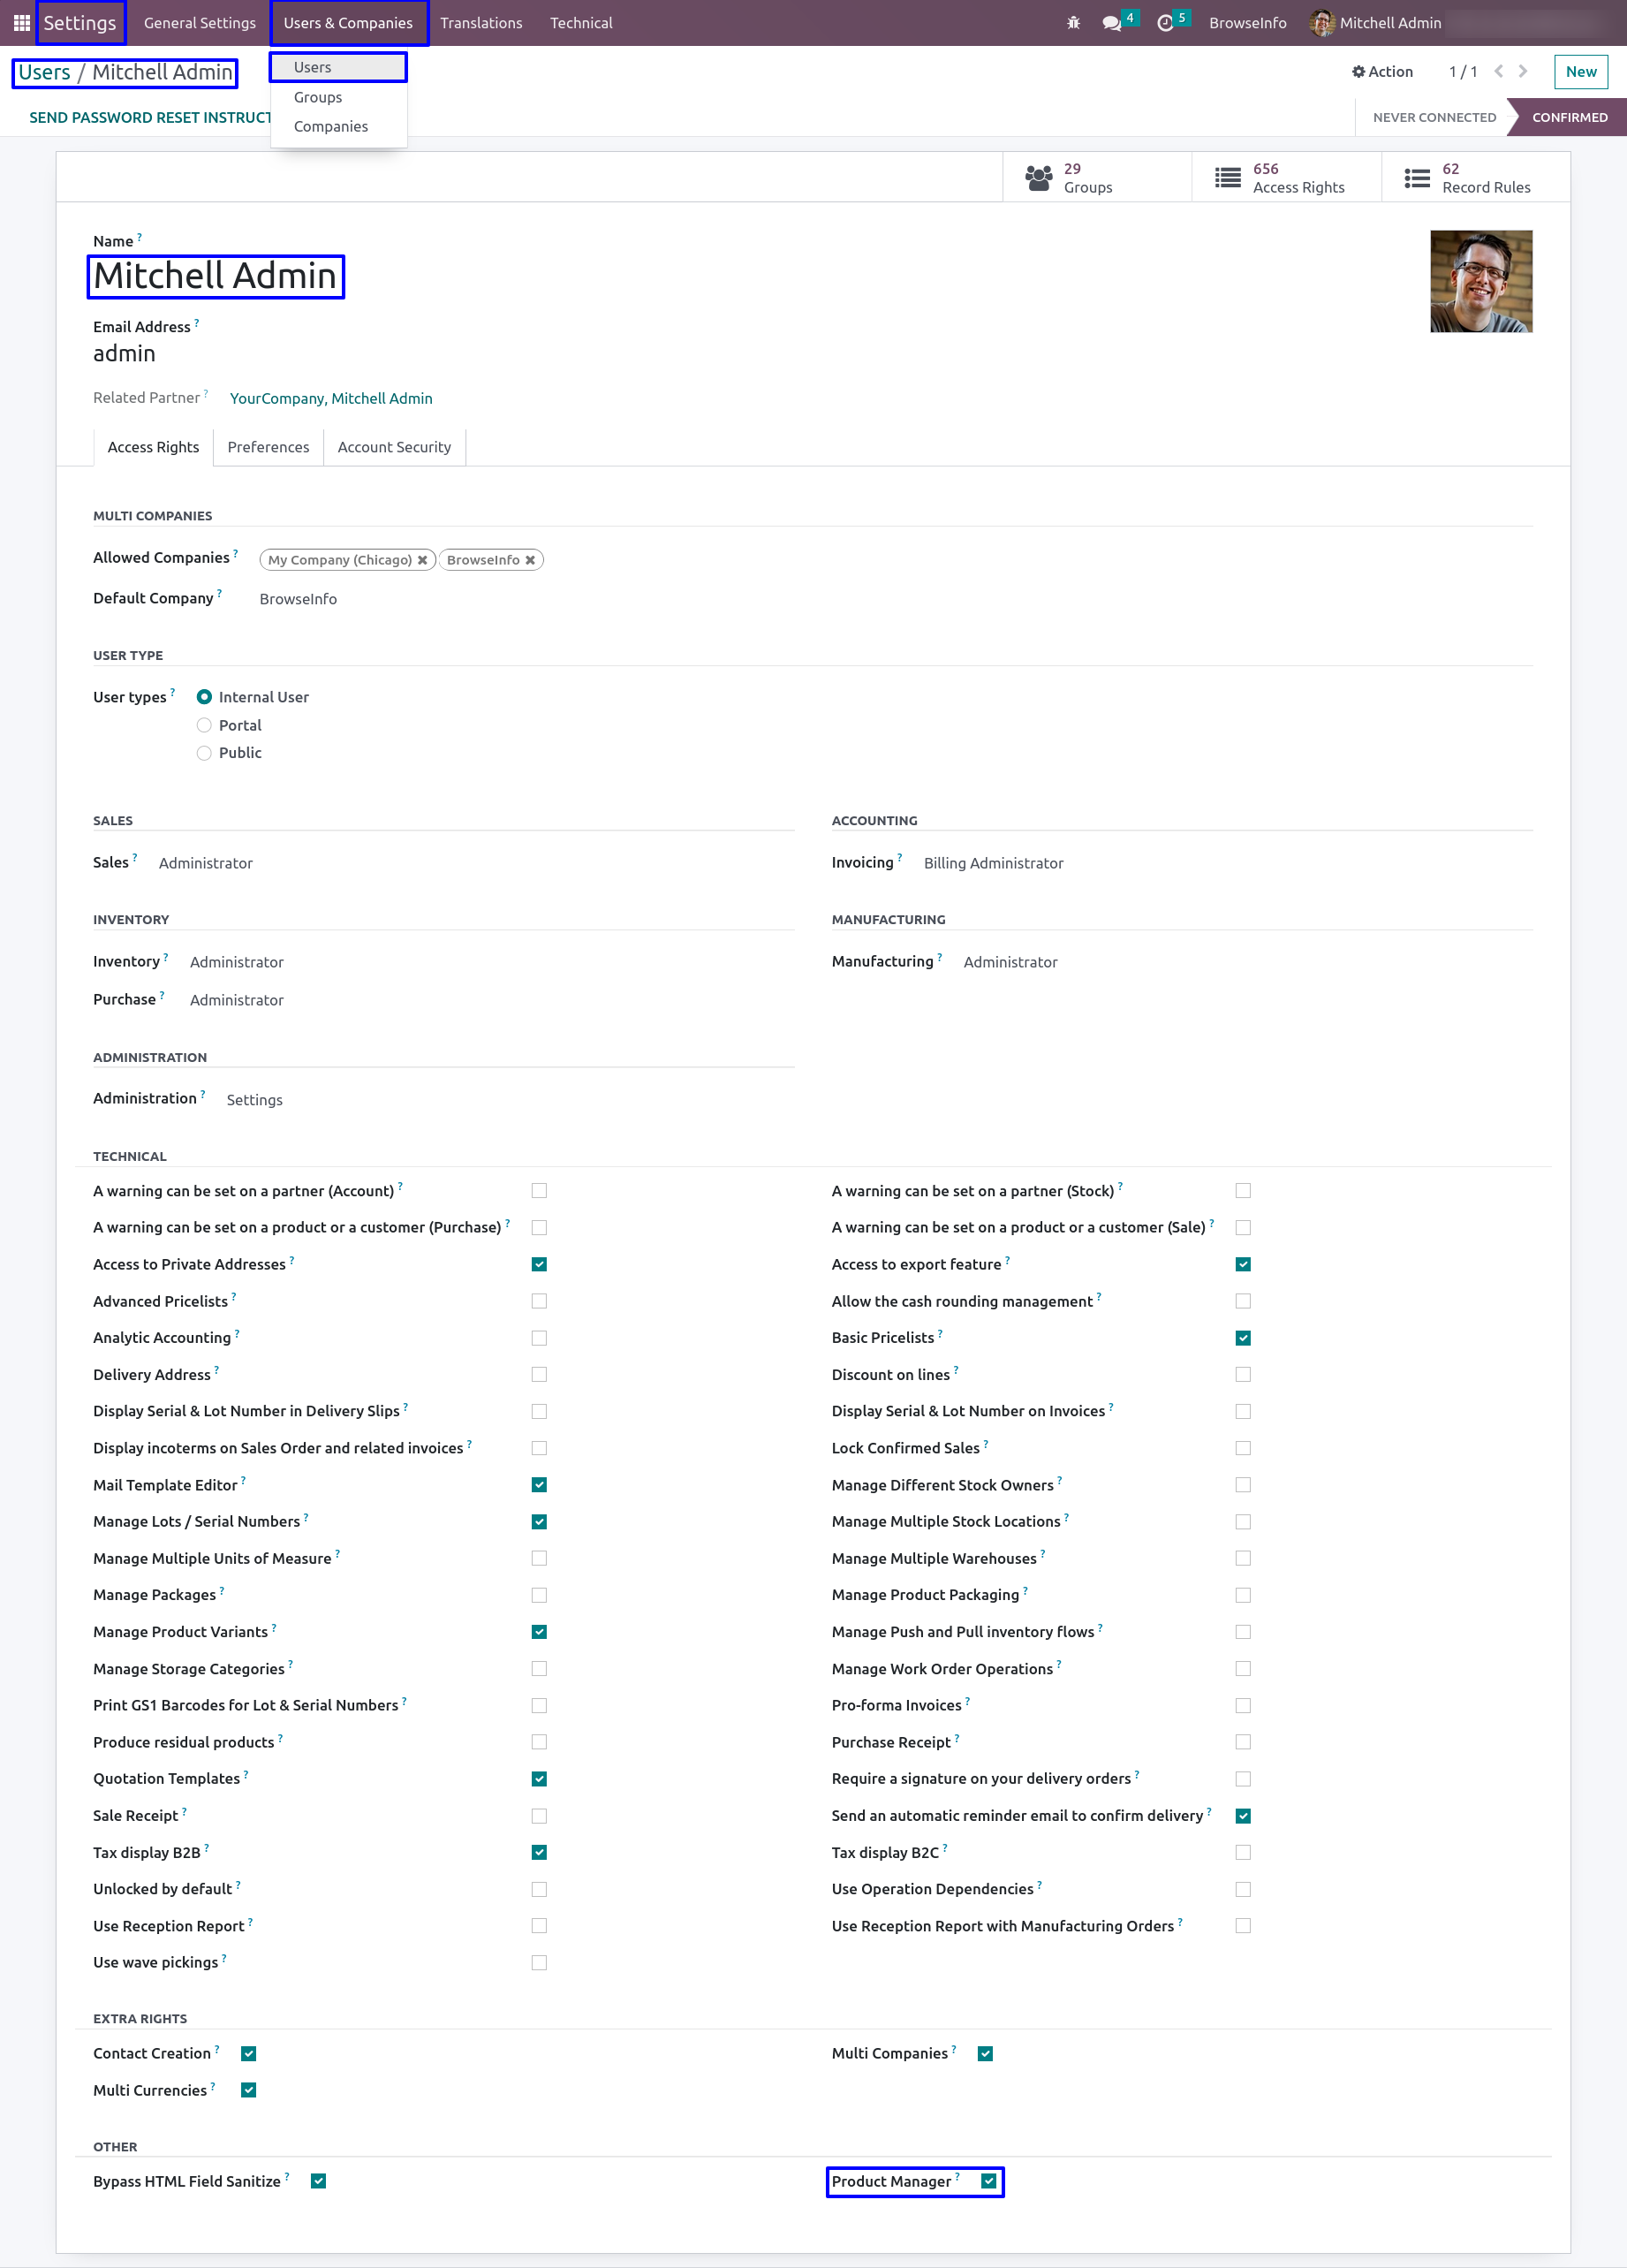 Settings General Settings Users & Companies Translations Technical 4 5 BrowseInfo Mitchell Admin
Users / Mitchell Admin Users Action 1 / 1 New
Groups
SEND PASSWORD RESET INSTRUCT Companies NEVER CONNECTED CONFIRMED
29 Groups 656 Access Rights 62 Record Rules
Name ?
Mitchell Admin
Email Address ?
admin
Related Partner ? YourCompany, Mitchell Admin
Access Rights Preferences Account Security
MULTI COMPANIES
Allowed Companies ? My Company (Chicago) ✖ BrowseInfo ✖
Default Company ? BrowseInfo
USER TYPE
User types ? Internal User
Portal
Public
SALES ACCOUNTING
Sales ? Administrator Invoicing ? Billing Administrator
INVENTORY MANUFACTURING
Inventory ? Administrator Manufacturing ? Administrator
Purchase ? Administrator
ADMINISTRATION
Administration ? Settings
TECHNICAL
A warning can be set on a partner (Account) ? A warning can be set on a partner (Stock) ?
A warning can be set on a product or a customer (Purchase) ? A warning can be set on a product or a customer (Sale) ?
Access to Private Addresses ? Access to export feature ?
Advanced Pricelists ? Allow the cash rounding management ?
Analytic Accounting ? Basic Pricelists ?
Delivery Address ? Discount on lines ?
Display Serial & Lot Number in Delivery Slips ? Display Serial & Lot Number on Invoices ?
Display incoterms on Sales Order and related invoices ? Lock Confirmed Sales ?
Mail Template Editor ? Manage Different Stock Owners ?
Manage Lots / Serial Numbers ? Manage Multiple Stock Locations ?
Manage Multiple Units of Measure ? Manage Multiple Warehouses ?
Manage Packages ? Manage Product Packaging ?
Manage Product Variants ? Manage Push and Pull inventory flows ?
Manage Storage Categories ? Manage Work Order Operations ?
Print GS1 Barcodes for Lot & Serial Numbers ? Pro-forma Invoices ?
Produce residual products ? Purchase Receipt ?
Quotation Templates ? Require a signature on your delivery orders ?
Sale Receipt ? Send an automatic reminder email to confirm delivery ?
Tax display B2B ? Tax display B2C ?
Unlocked by default ? Use Operation Dependencies ?
Use Reception Report ? Use Reception Report with Manufacturing Orders ?
Use wave pickings ?
EXTRA RIGHTS
Contact Creation ? Multi Companies ?
Multi Currencies ?
OTHER
Bypass HTML Field Sanitize ? Product Manager ?